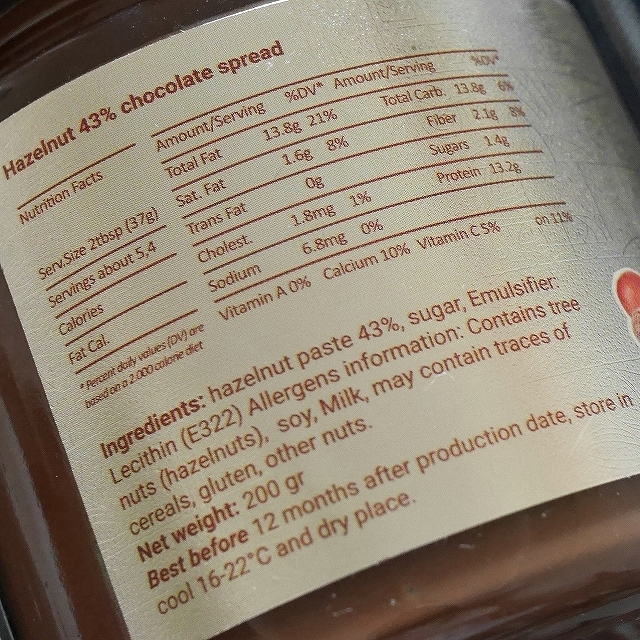 Hazelnut 43% chocolate spread
Nutrition Facts
Serv.Size 2tbsp (37g)
Servings about 5,4
Calories
Fat Cal.
* Percent daily values (DV) are
based on a 2.000 calorie diet
Amount/Serving %DV* Amount/Serving %DV*
Total Fat 13.8g 21% Total Carb. 13.8g 6%
Sat. Fat 1.6g 8% Fiber 2.1g 8%
Trans Fat 0g Sugars 1.4g
Cholest. 1.8mg 1% Protein 13.2g
Sodium 6.8mg 0%
Vitamin A 0% Calcium 10% Vitamin C 5% on 11%
Ingredients: hazelnut paste 43%, sugar, Emulsifier:
Lecithin (E322) Allergens information: Contains tree
nuts (hazelnuts), soy, Milk, may contain traces of
cereals, gluten, other nuts.
Net weight: 200 gr
Best before 12 months after production date, store in
cool 16-22°C and dry place.